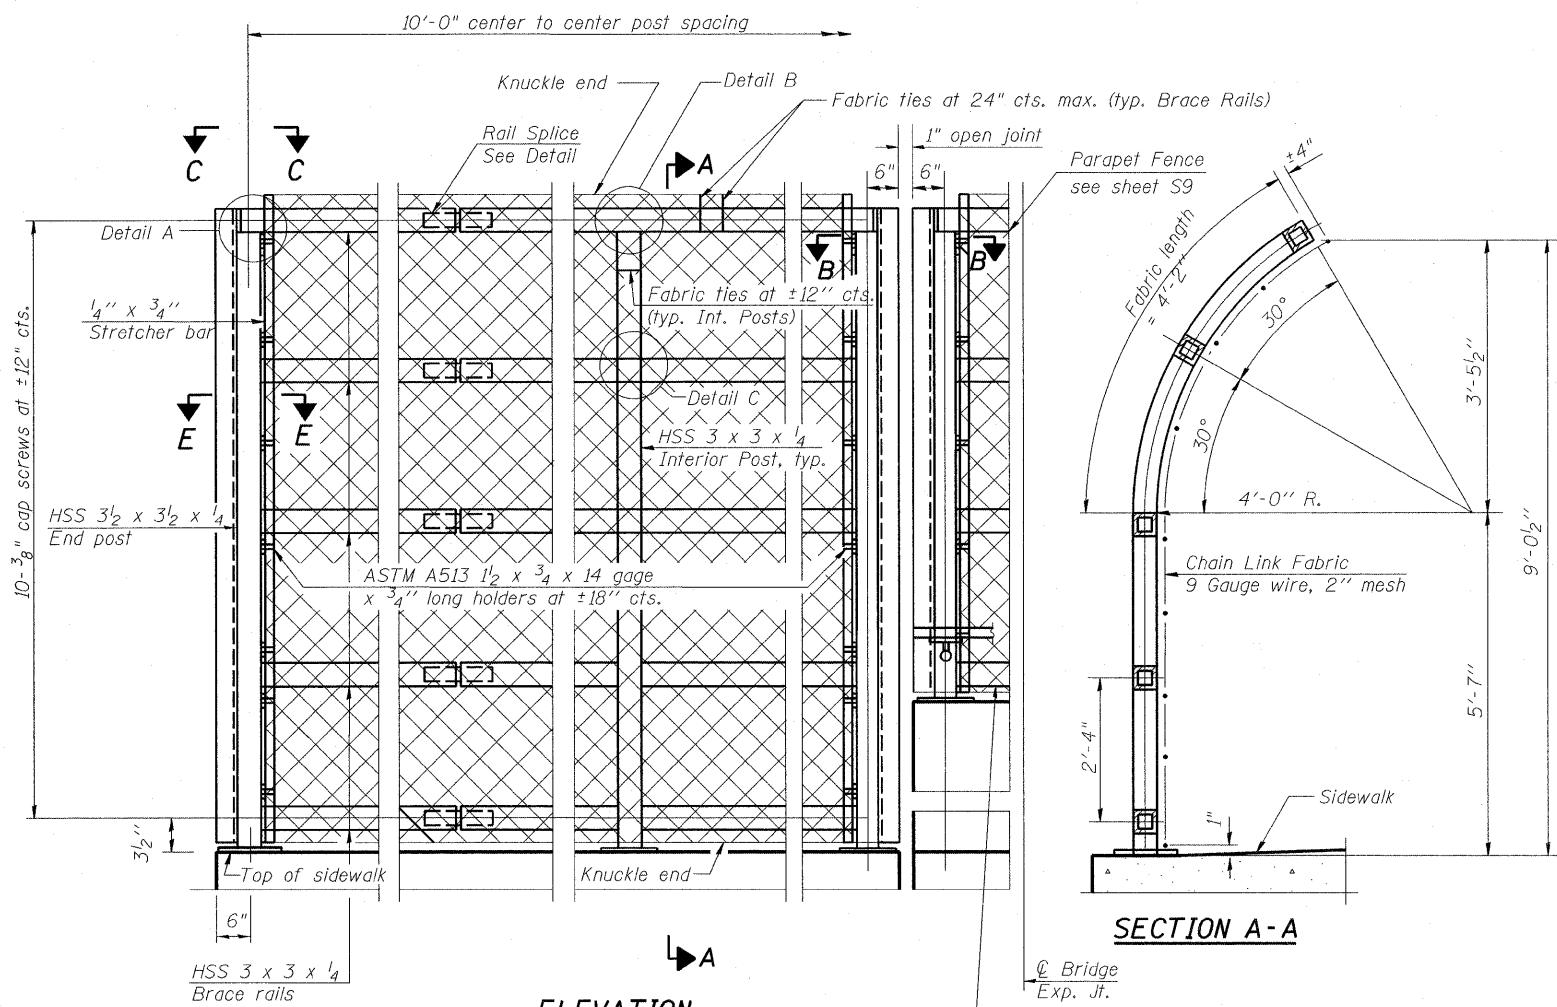 10'-0" center to center post spacing
Knuckle end
Detail B
Fabric ties at 24" cts. max. (typ. Brace Rails)
Rail Splice
See Detail
1" open joint
C
C
A
6"
6"
Parapet Fence
see sheet S9
±4"
Detail A
B
B
Fabric length
= 4'-2"
Fabric ties at ±12" cts.
(typ. Int. Posts)
1/4" x 3/4"
Stretcher bar
30°
3'-5 1/2"
10- 3/8" cap screws at ±12" cts.
Detail C
E
E
30°
HSS 3 x 3 x 1/4
Interior Post, typ.
4'-0" R.
HSS 3 1/2 x 3 1/2 x 1/4
End post
9'-0 1/2"
Chain Link Fabric
9 Gauge wire, 2" mesh
ASTM A513 1 1/2 x 3/4 x 14 gage
x 3/4" long holders at ±18" cts.
5'-7"
2'-4"
Sidewalk
1"
3 1/2"
Top of sidewalk
Knuckle end
6"
SECTION A-A
A
HSS 3 x 3 x 1/4
Brace rails
℄ Bridge
Exp. Jt.
ELEVATION